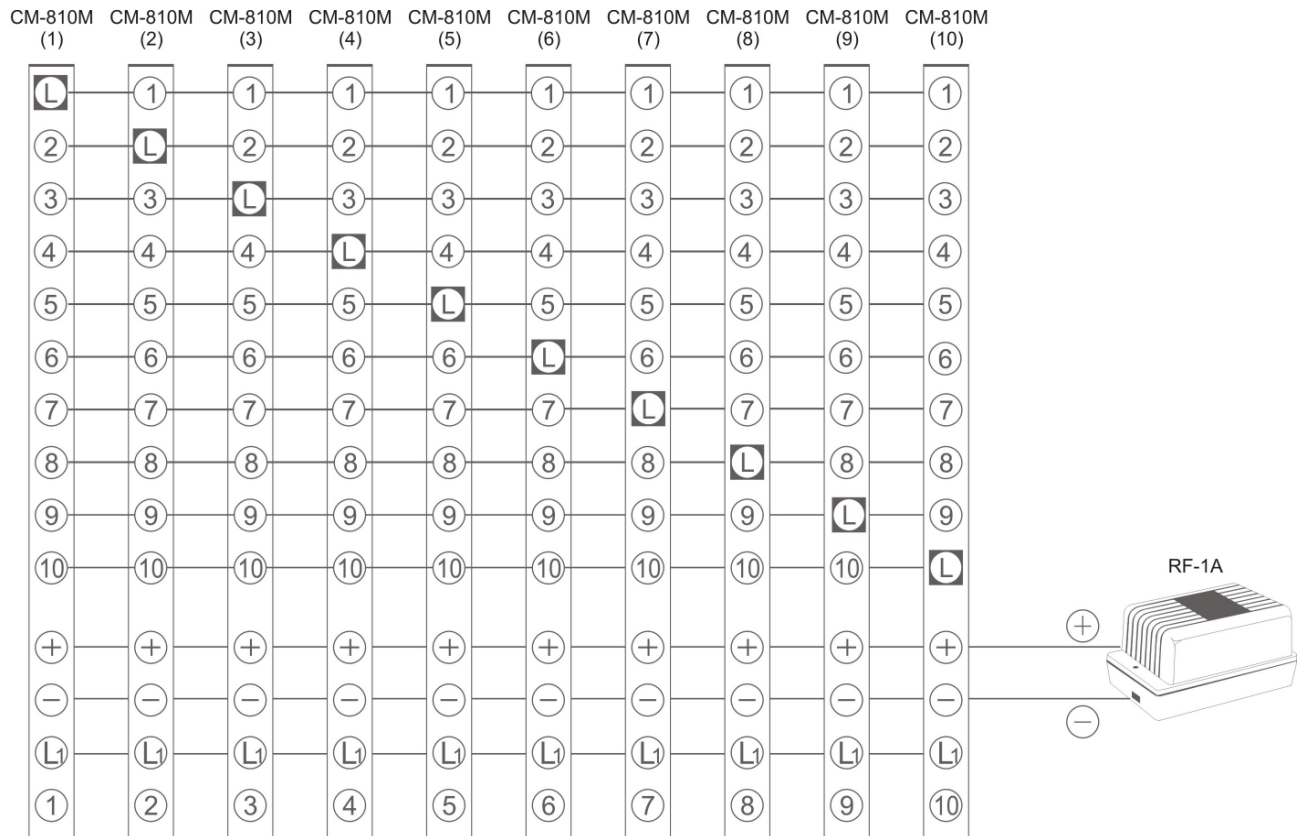 CM-810M CM-810M CM-810M CM-810M CM-810M CM-810M CM-810M CM-810M CM-810M CM-810M
(1) (2) (3) (4) (5) (6) (7) (8) (9) (10)
L 1 1 1 1 1 1 1 1 1
2 L 2 2 2 2 2 2 2 2
3 3 L 3 3 3 3 3 3 3
4 4 4 L 4 4 4 4 4 4
5 5 5 5 L 5 5 5 5 5
6 6 6 6 6 L 6 6 6 6
7 7 7 7 7 7 L 7 7 7
8 8 8 8 8 8 8 L 8 8
9 9 9 9 9 9 9 9 L 9
10 10 10 10 10 10 10 10 10 L
RF-1A
+ + + + + + + + + + +
− − − − − − − − − − −
L1 L1 L1 L1 L1 L1 L1 L1 L1 L1
1 2 3 4 5 6 7 8 9 10